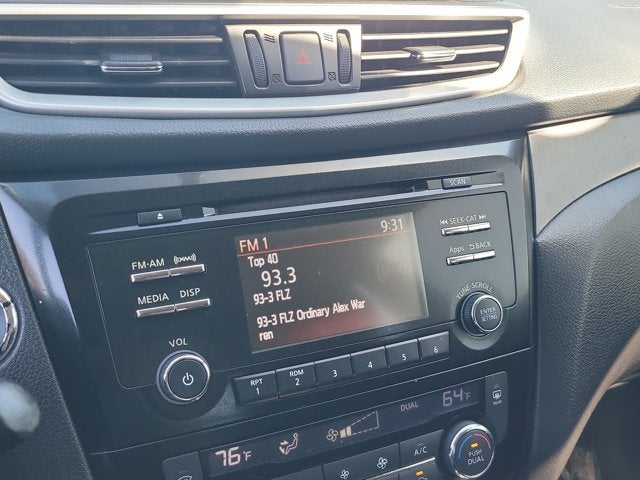 SCAN
FM 1 9:31
Top 40
93.3
93-3 FLZ
93-3 FLZ Ordinary Alex War
ren
FM·AM
MEDIA DISP
VOL
SEEK·CAT
Apps BACK
TUNE·SCROLL
ENTER
SETTING
RPT 1
RDM 2
3
4
5
6
76°F
DUAL
64°F
REAR
A/C
PUSH
DUAL